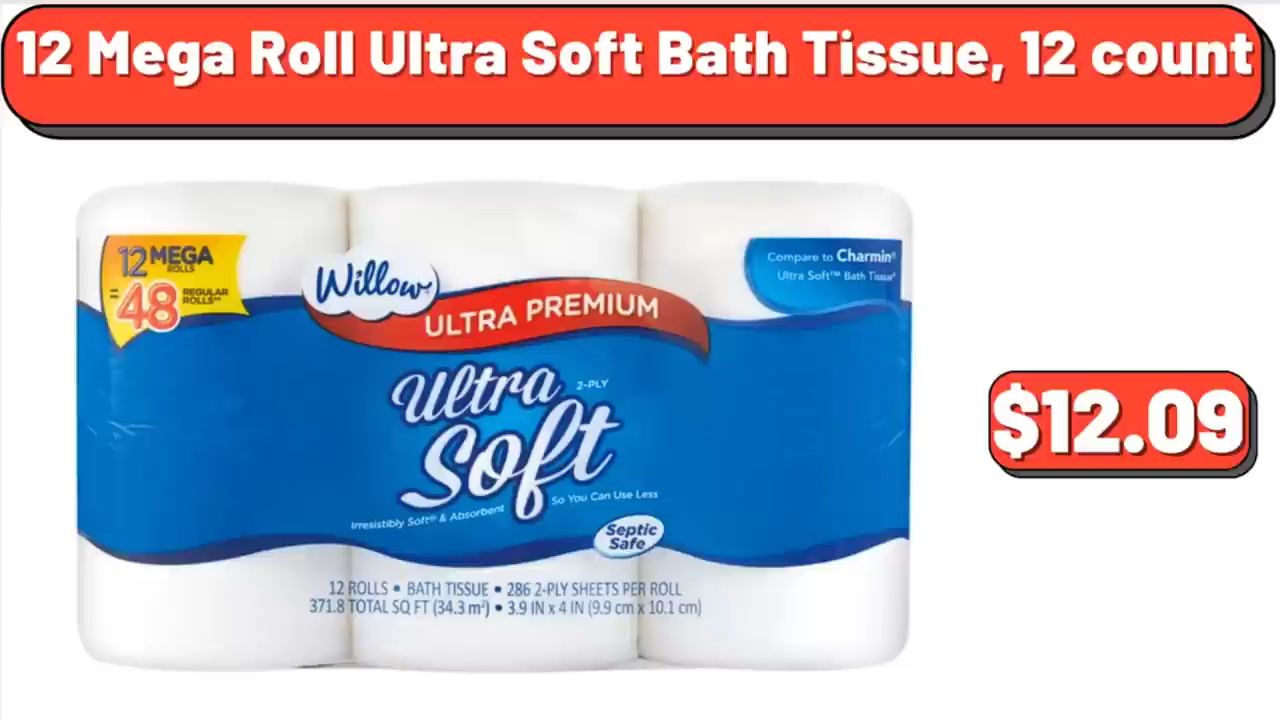 12 Mega Roll Ultra Soft Bath Tissue, 12 count
12 MEGA
ROLLS
= 48 REGULAR
ROLLS**
Willow®
ULTRA PREMIUM
Compare to Charmin®
Ultra Soft™ Bath Tissue*
Ultra 2-PLY
Soft
Irresistibly Soft® & Absorbent
So You Can Use Less
Septic
Safe
12 ROLLS • BATH TISSUE • 286 2-PLY SHEETS PER ROLL
371.8 TOTAL SQ FT (34.3 m²) • 3.9 IN x 4 IN (9.9 cm x 10.1 cm)
$12.09